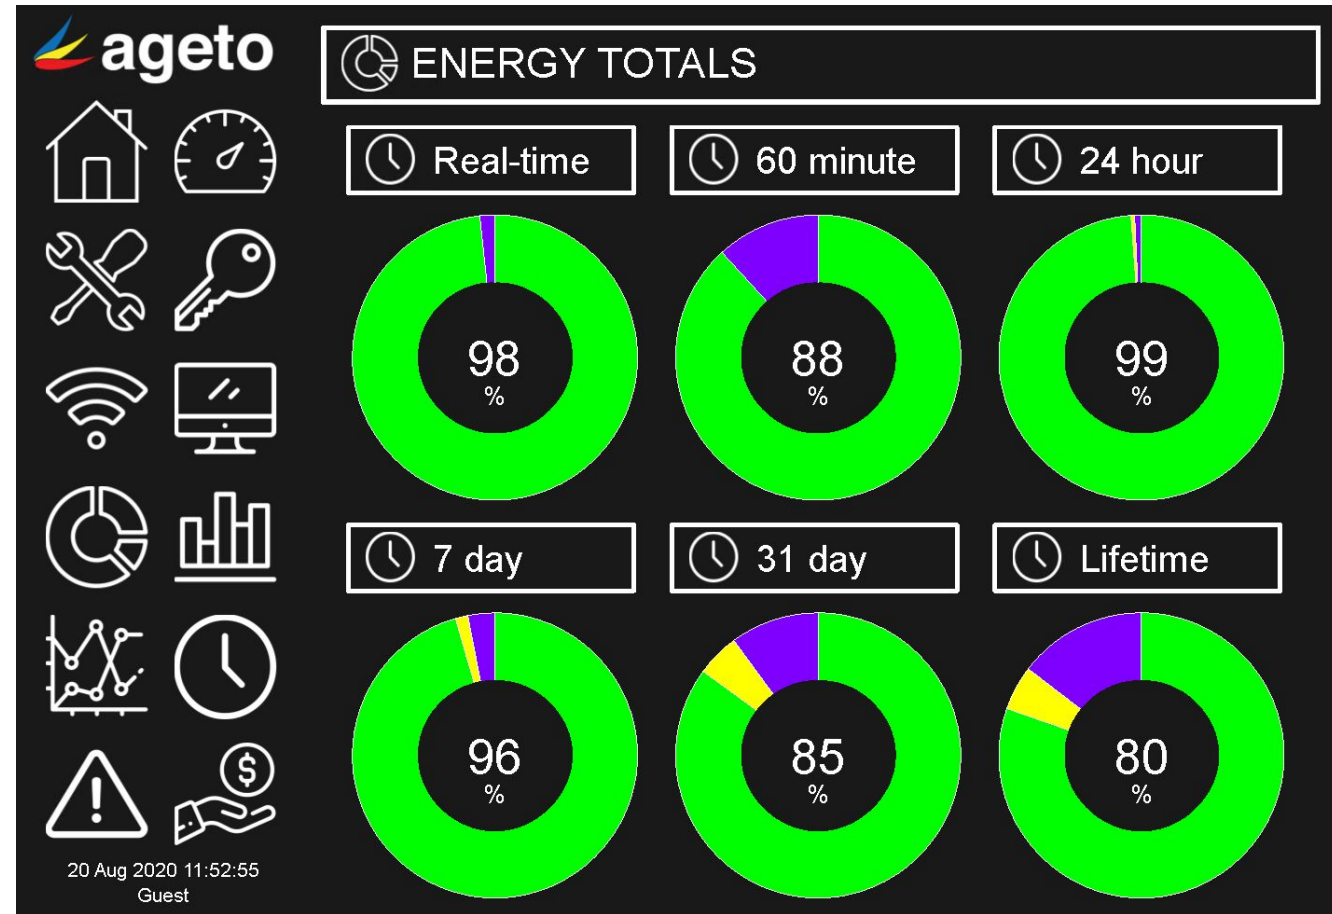 ageto
ENERGY TOTALS
Real-time
60 minute
24 hour
98
%
88
%
99
%
7 day
31 day
Lifetime
96
%
85
%
80
%
$
20 Aug 2020 11:52:55
Guest